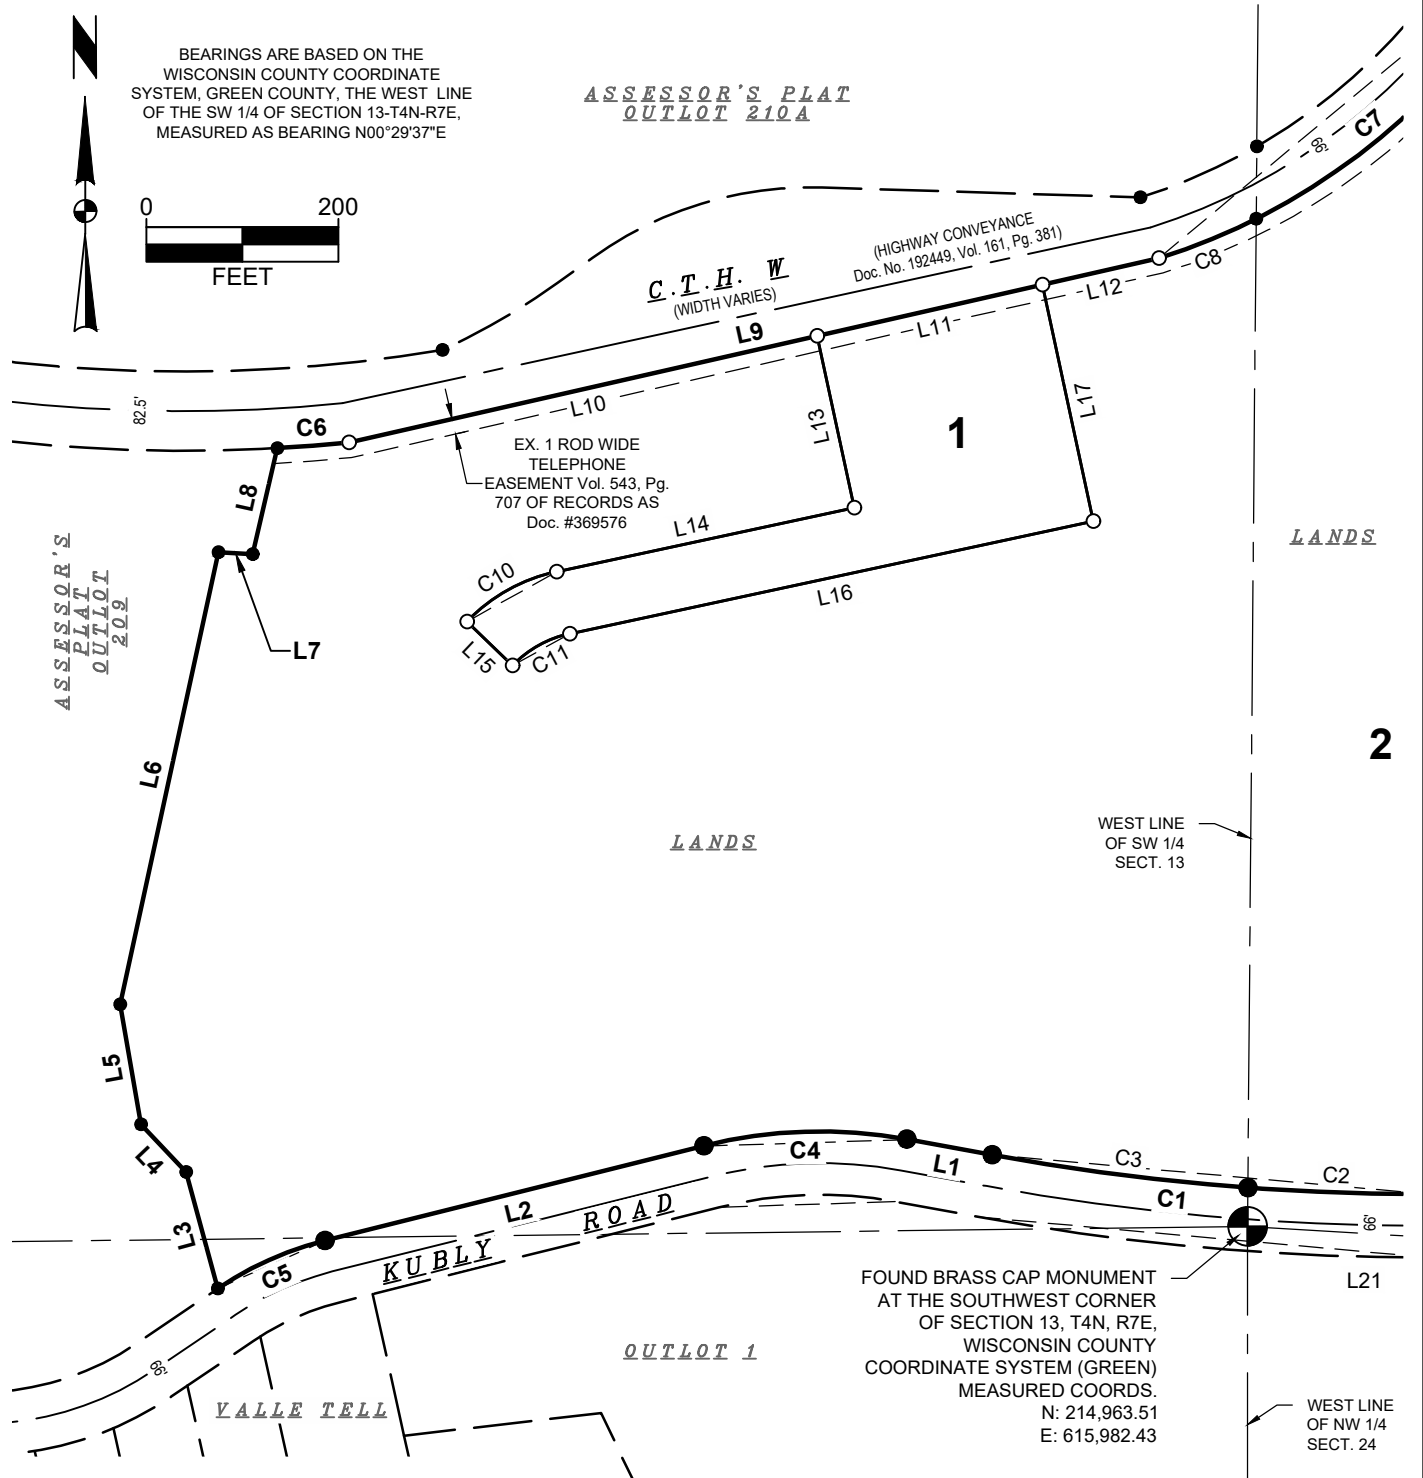 N
BEARINGS ARE BASED ON THE
WISCONSIN COUNTY COORDINATE
SYSTEM, GREEN COUNTY, THE WEST LINE
OF THE SW 1/4 OF SECTION 13-T4N-R7E,
MEASURED AS BEARING N00°29'37"E
0 200
FEET
ASSESSOR'S PLAT
OUTLOT 210A
C7
66'
(HIGHWAY CONVEYANCE
Doc. No. 192449, Vol. 161, Pg. 381)
C.T.H. W
(WIDTH VARIES)
C8
L12
L11
L9
L10
82.5'
C6
L13
L17
1
EX. 1 ROD WIDE
TELEPHONE
EASEMENT Vol. 543, Pg.
707 OF RECORDS AS
Doc. #369576
L8
L14
LANDS
ASSESSOR'S
PLAT
OUTLOT
209
C10
L16
L7
L15
C11
2
L6
LANDS
WEST LINE
OF SW 1/4
SECT. 13
L5
L4
L3
C4
L1
C3
C2
C1
L2
KUBLY ROAD
66'
C5
L21
FOUND BRASS CAP MONUMENT
AT THE SOUTHWEST CORNER
OF SECTION 13, T4N, R7E,
WISCONSIN COUNTY
COORDINATE SYSTEM (GREEN)
MEASURED COORDS.
N: 214,963.51
E: 615,982.43
OUTLOT 1
66'
VALLE TELL
WEST LINE
OF NW 1/4
SECT. 24